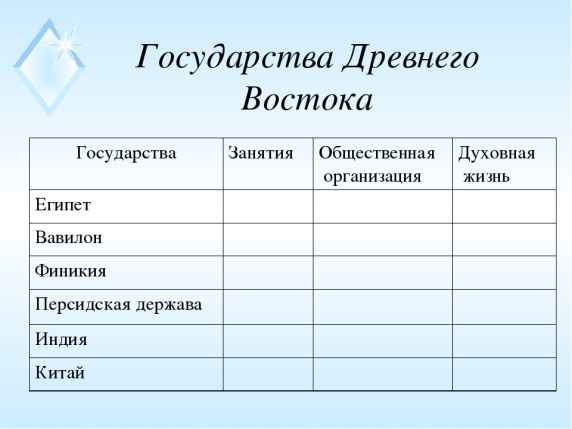 Государства Древнего
Востока
Государства Занятия Общественная Духовная
организация жизнь
Египет
Вавилон
Финикия
Персидская держава
Индия
Китай